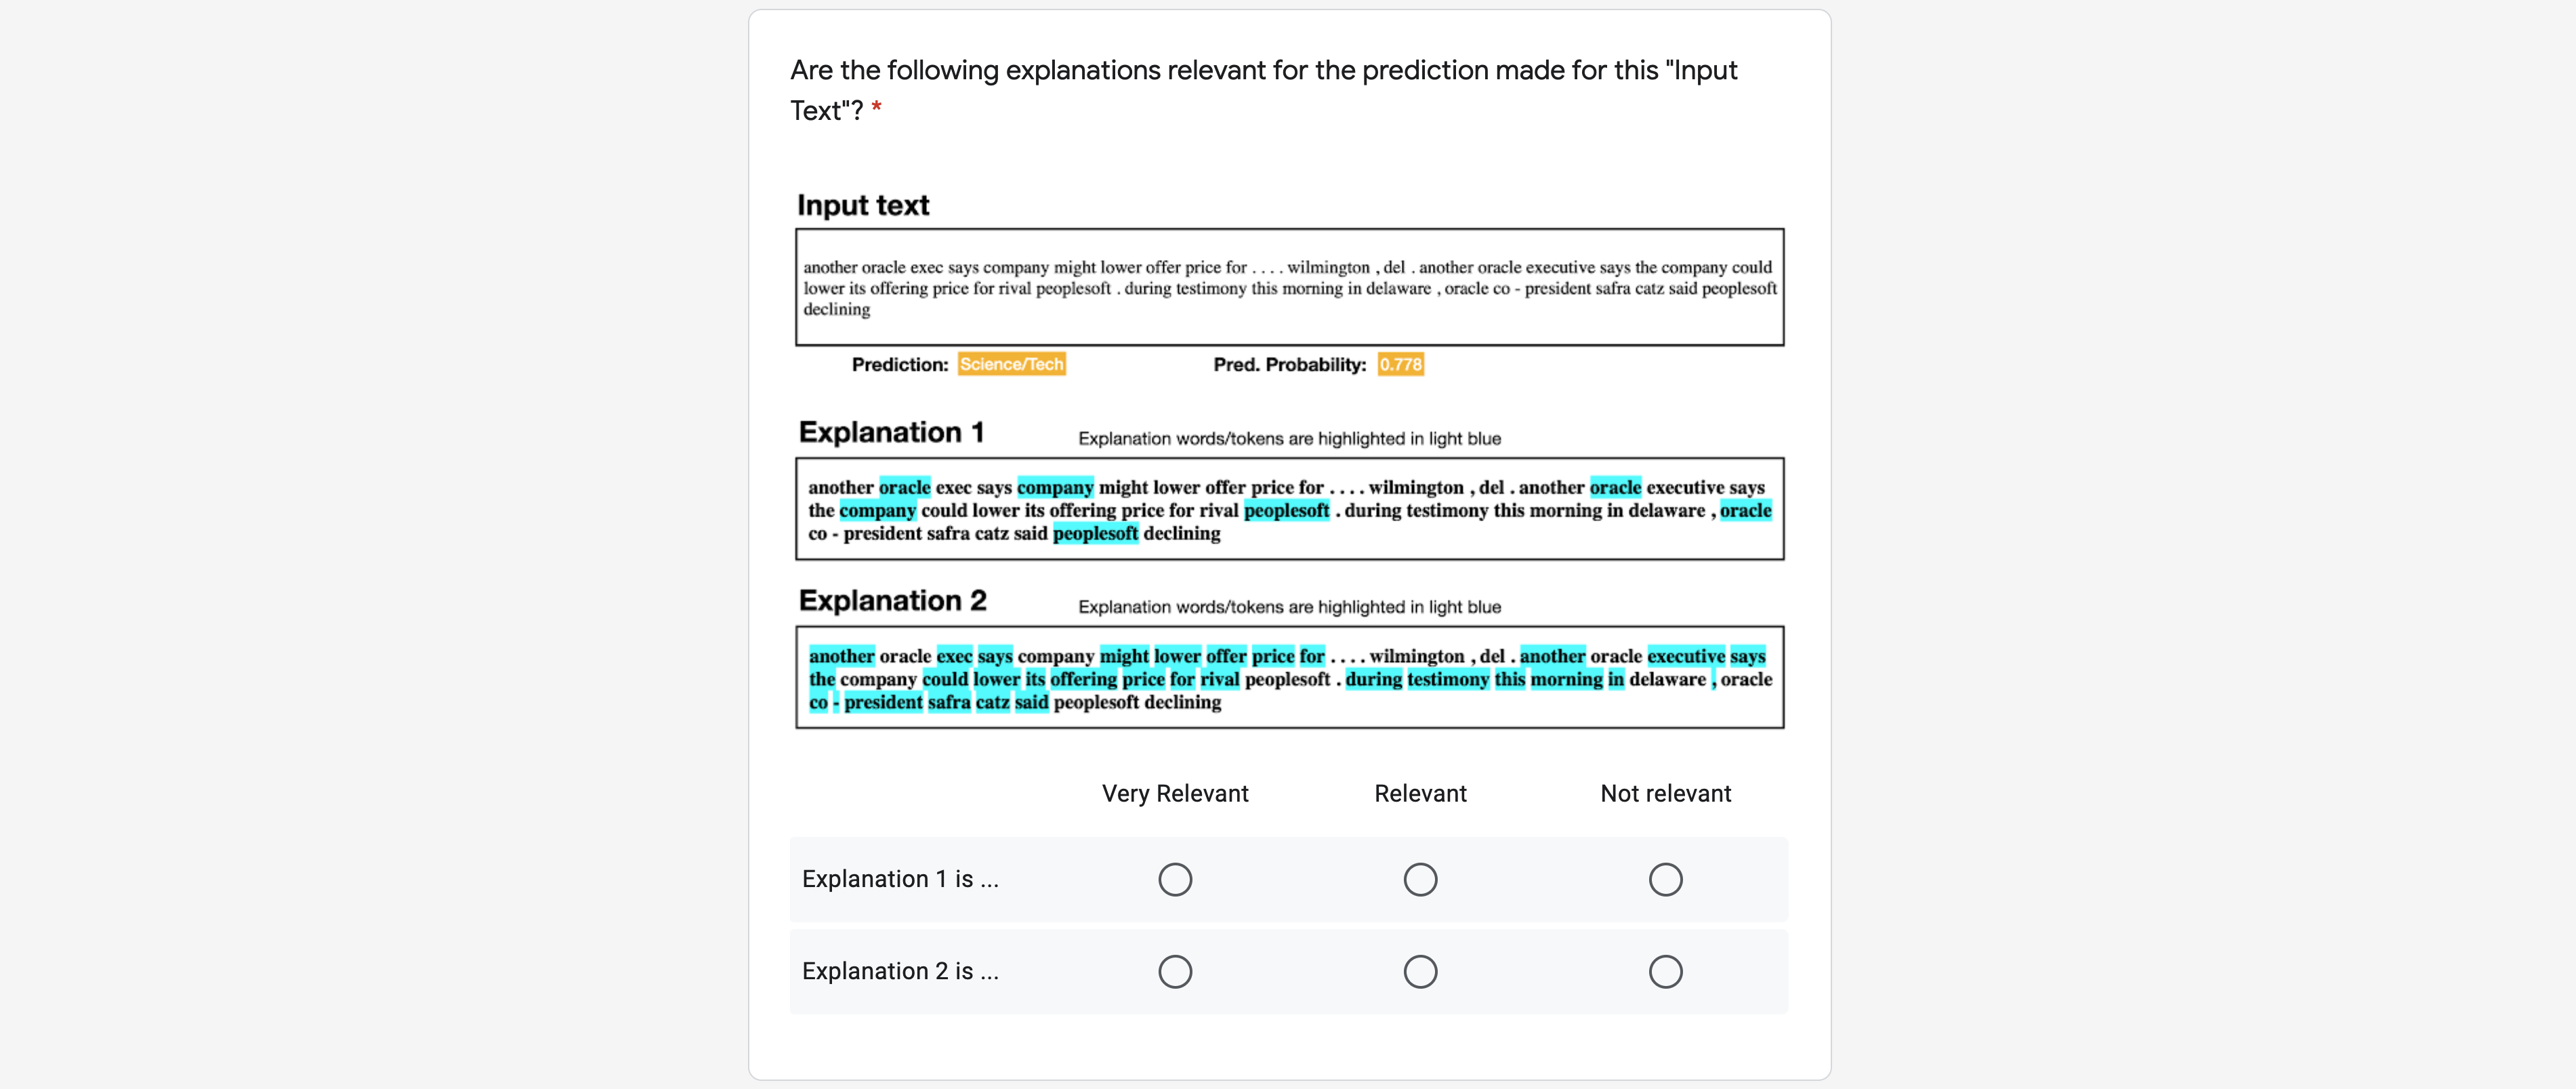 Are the following explanations relevant for the prediction made for this "Input
Text"? *
Input text
another oracle exec says company might lower offer price for . . . . wilmington , del . another oracle executive says the company could
lower its offering price for rival peoplesoft . during testimony this morning in delaware , oracle co - president safra catz said peoplesoft
declining
Prediction: Science/Tech Pred. Probability: 0.778
Explanation 1 Explanation words/tokens are highlighted in light blue
another oracle exec says company might lower offer price for . . . . wilmington , del . another oracle executive says
the company could lower its offering price for rival peoplesoft . during testimony this morning in delaware , oracle
co - president safra catz said peoplesoft declining
Explanation 2 Explanation words/tokens are highlighted in light blue
another oracle exec says company might lower offer price for . . . . wilmington , del . another oracle executive says
the company could lower its offering price for rival peoplesoft . during testimony this morning in delaware , oracle
co - president safra catz said peoplesoft declining
Very Relevant Relevant Not relevant
Explanation 1 is ...
Explanation 2 is ...